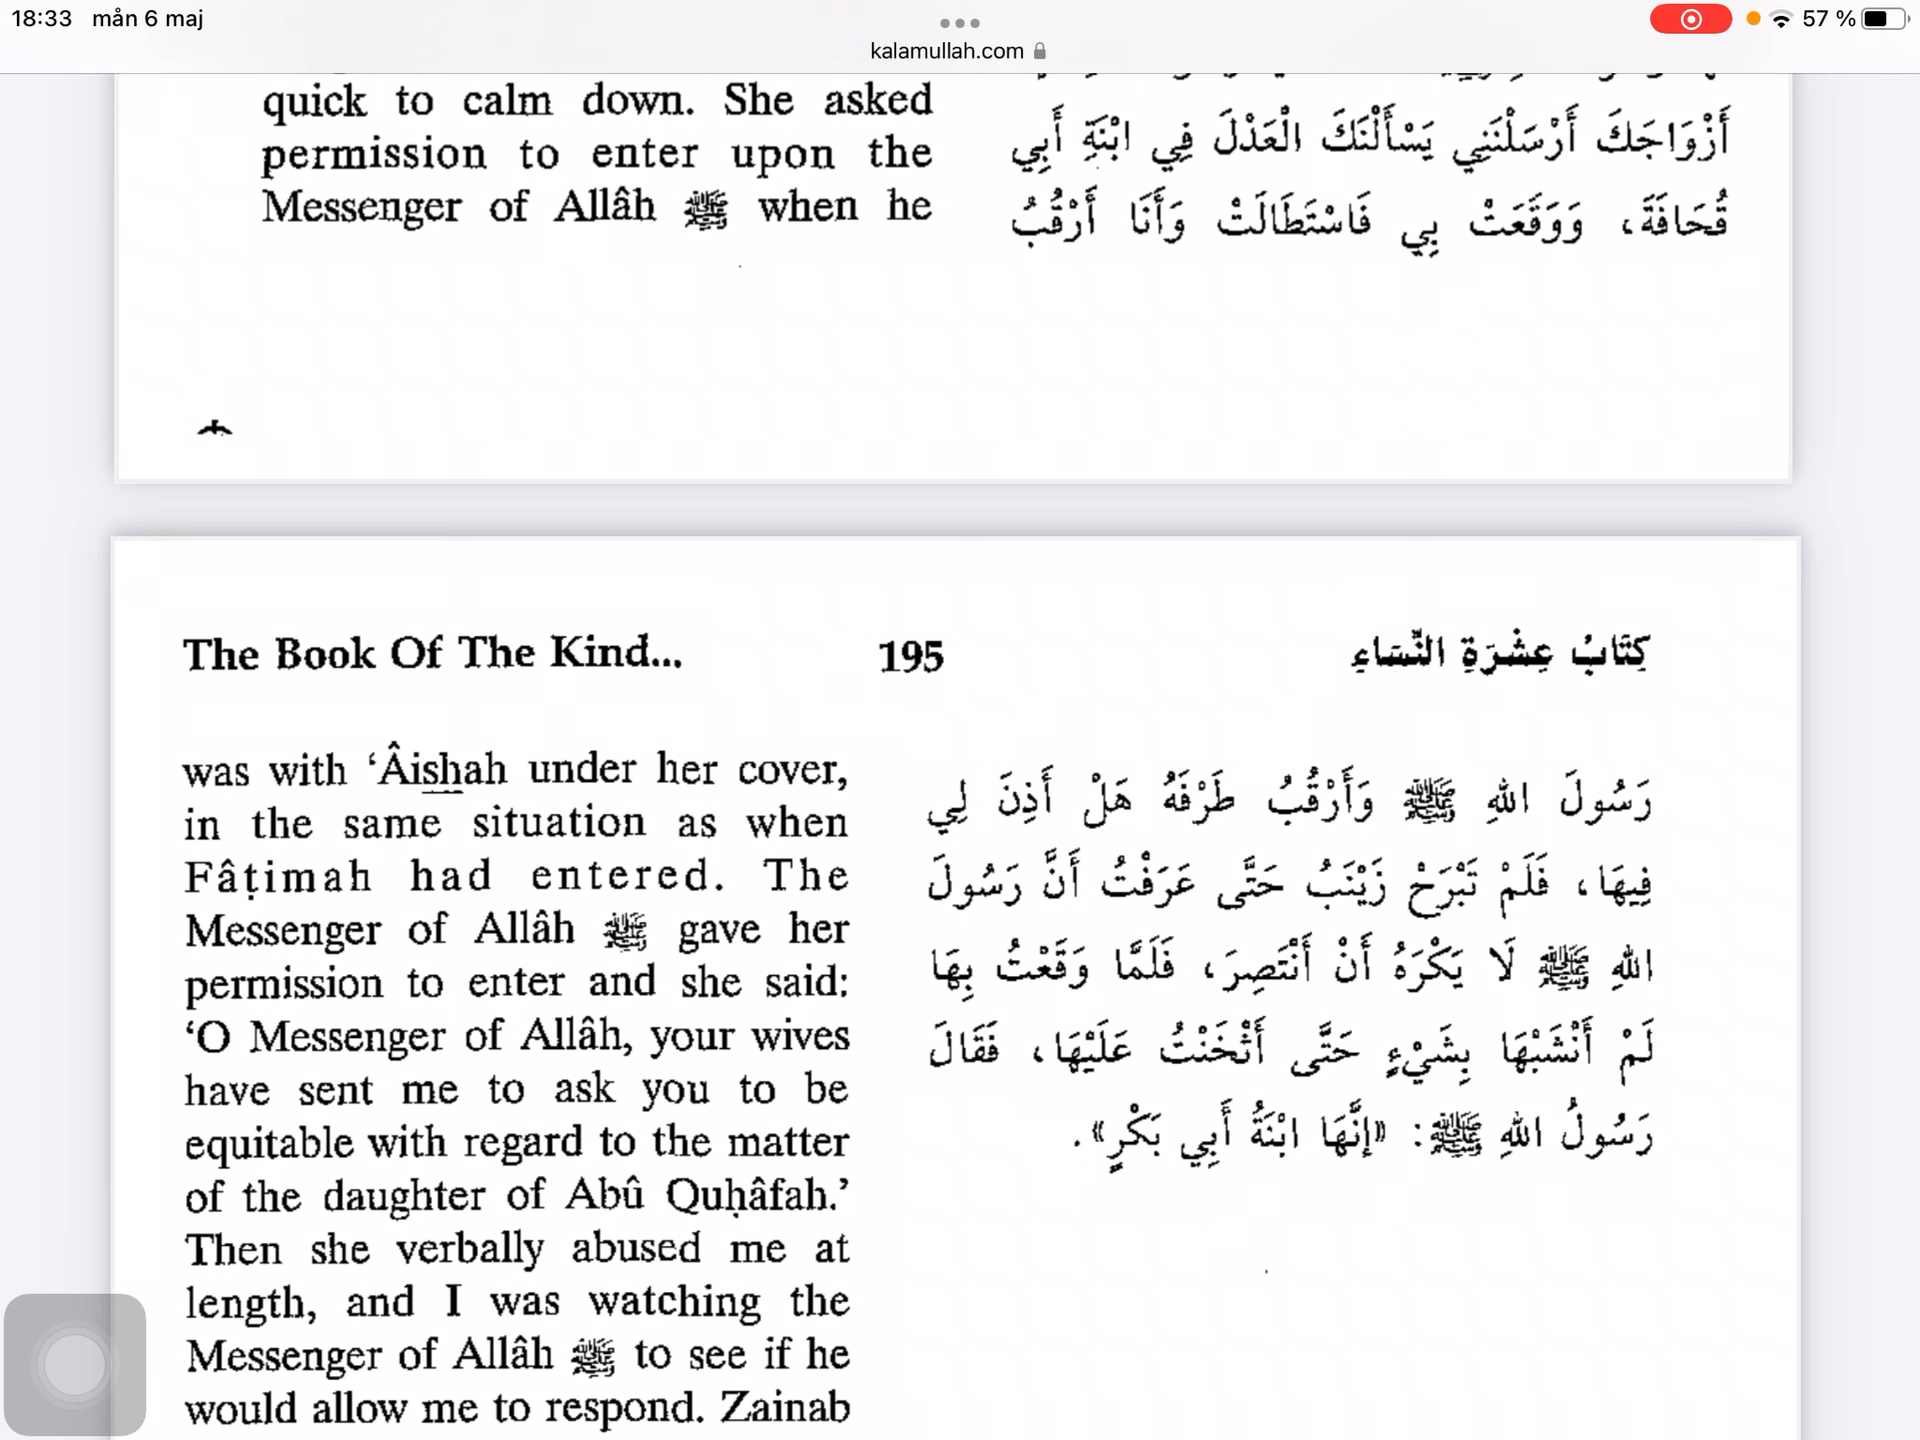 18:33 mån 6 maj
57 %
kalamullah.com
quick to calm down. She asked
permission to enter upon the
Messenger of Allâh ﷺ when he
أَزْوَاجَكَ أَرْسَلْنَنِي يَسْأَلْنَكَ الْعَدْلَ فِي ابْنَةِ أَبِي
قُحَافَةَ، وَوَقَعَتْ بِي فَاسْتَطَالَتْ وَأَنَا أَرْقُبُ
The Book Of The Kind... 195 كِتَابُ عِشْرَةِ النِّسَاءِ
was with ‘Âishah under her cover,
in the same situation as when
Fâṭimah had entered. The
Messenger of Allâh ﷺ gave her
permission to enter and she said:
‘O Messenger of Allâh, your wives
have sent me to ask you to be
equitable with regard to the matter
of the daughter of Abû Quḥâfah.’
Then she verbally abused me at
length, and I was watching the
Messenger of Allâh ﷺ to see if he
would allow me to respond. Zainab
رَسُولَ اللهِ ﷺ وَأَرْقُبُ طَرْفَهُ هَلْ أَذِنَ لِي
فِيهَا، فَلَمْ تَبْرَحْ زَيْنَبُ حَتَّى عَرَفْتُ أَنَّ رَسُولَ
اللهِ ﷺ لَا يَكْرَهُ أَنْ أَنْتَصِرَ، فَلَمَّا وَقَعْتُ بِهَا
لَمْ أَنْشَبْهَا بِشَيْءٍ حَتَّى أَثْخَنْتُ عَلَيْهَا، فَقَالَ
رَسُولُ اللهِ ﷺ: «إِنَّهَا ابْنَةُ أَبِي بَكْرٍ».